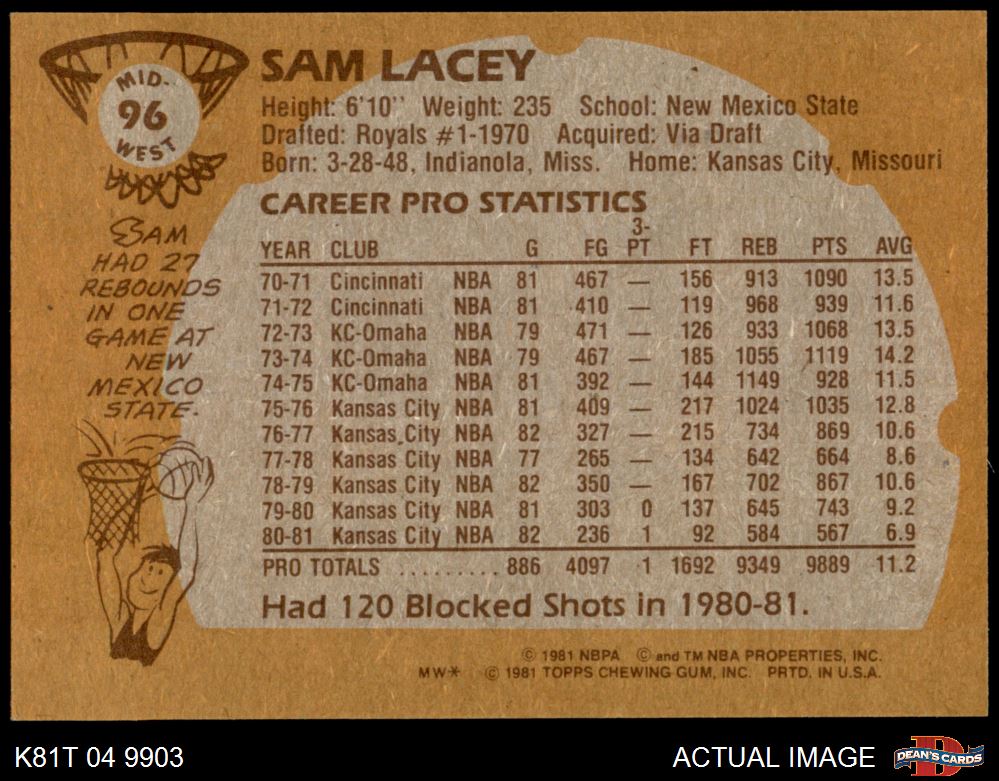 MID-
96
WEST
SAM LACEY
Height: 6'10" Weight: 235 School: New Mexico State
Drafted: Royals #1-1970 Acquired: Via Draft
Born: 3-28-48, Indianola, Miss. Home: Kansas City, Missouri
CAREER PRO STATISTICS
YEAR CLUB G FG 3-PT FT REB PTS AVG
70-71 Cincinnati NBA 81 467 — 156 913 1090 13.5
71-72 Cincinnati NBA 81 410 — 119 968 939 11.6
72-73 KC-Omaha NBA 79 471 — 126 933 1068 13.5
73-74 KC-Omaha NBA 79 467 — 185 1055 1119 14.2
74-75 KC-Omaha NBA 81 392 — 144 1149 928 11.5
75-76 Kansas City NBA 81 409 — 217 1024 1035 12.8
76-77 Kansas City NBA 82 327 — 215 734 869 10.6
77-78 Kansas City NBA 77 265 — 134 642 664 8.6
78-79 Kansas City NBA 82 350 — 167 702 867 10.6
79-80 Kansas City NBA 81 303 0 137 645 743 9.2
80-81 Kansas City NBA 82 236 1 92 584 567 6.9
PRO TOTALS ......... 886 4097 1 1692 9349 9889 11.2
Had 120 Blocked Shots in 1980-81.
SAM
HAD 27
REBOUNDS
IN ONE
GAME AT
NEW
MEXICO
STATE.
© 1981 NBPA © and TM NBA PROPERTIES, INC.
MW* © 1981 TOPPS CHEWING GUM, INC. PRTD. IN U.S.A.
K81T 04 9903
ACTUAL IMAGE
D
DEAN'S CARDS